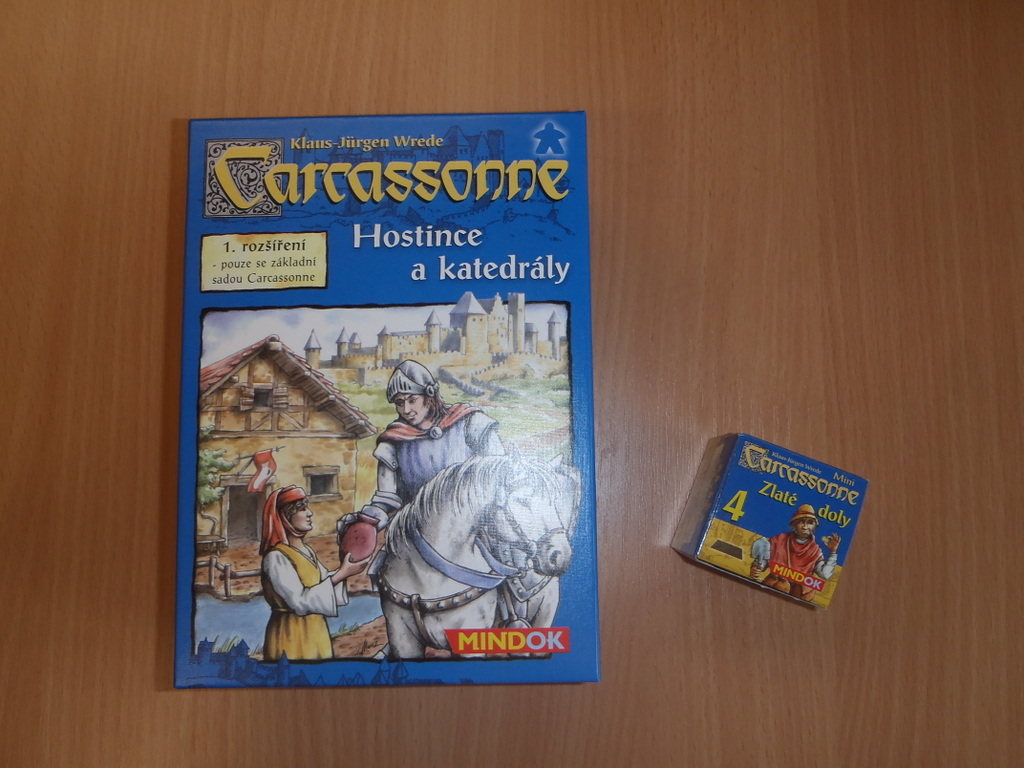 Klaus-Jürgen Wrede
Carcassonne
1. rozšíření
- pouze se základní
sadou Carcassonne
Hostince
a katedrály
MINDOK
Klaus-Jürgen Wrede
Mini
Carcassonne
Zlaté
doly
4
MINDOK